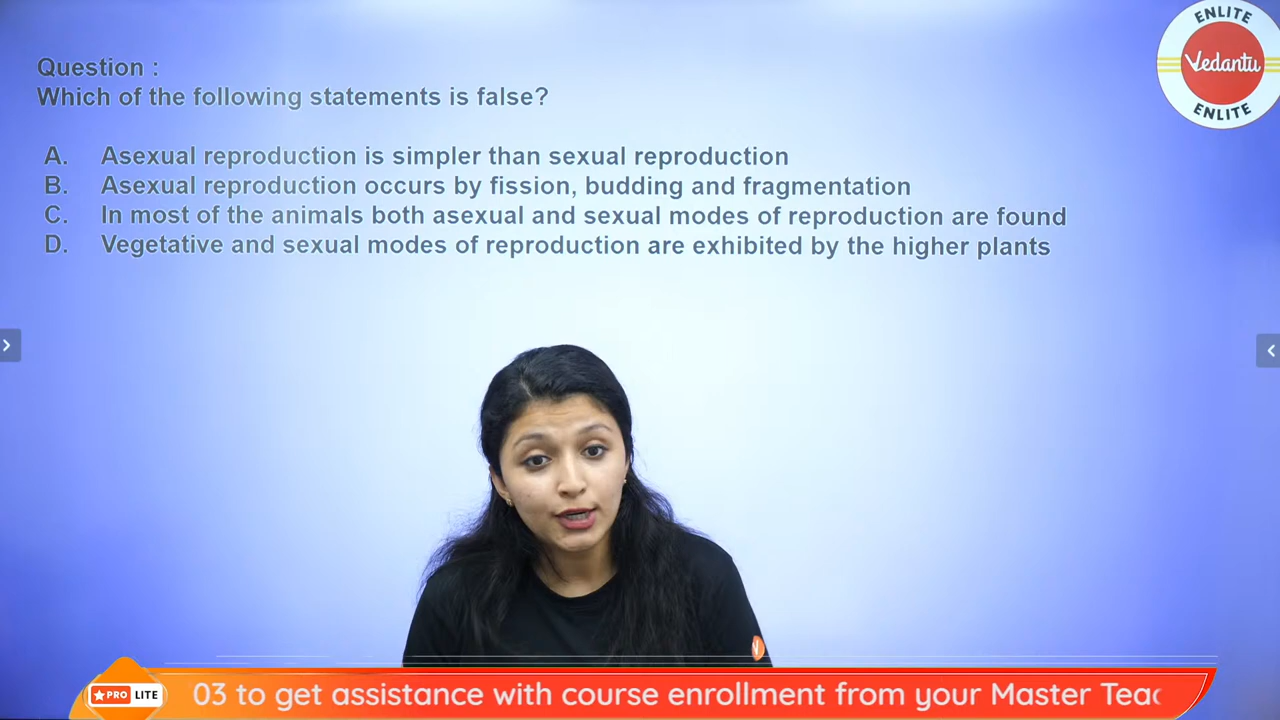 Question :
Which of the following statements is false?
A. Asexual reproduction is simpler than sexual reproduction
B. Asexual reproduction occurs by fission, budding and fragmentation
C. In most of the animals both asexual and sexual modes of reproduction are found
D. Vegetative and sexual modes of reproduction are exhibited by the higher plants
ENLITE
Vedantu
ENLITE
V
PRO LITE
03 to get assistance with course enrollment from your Master Teac